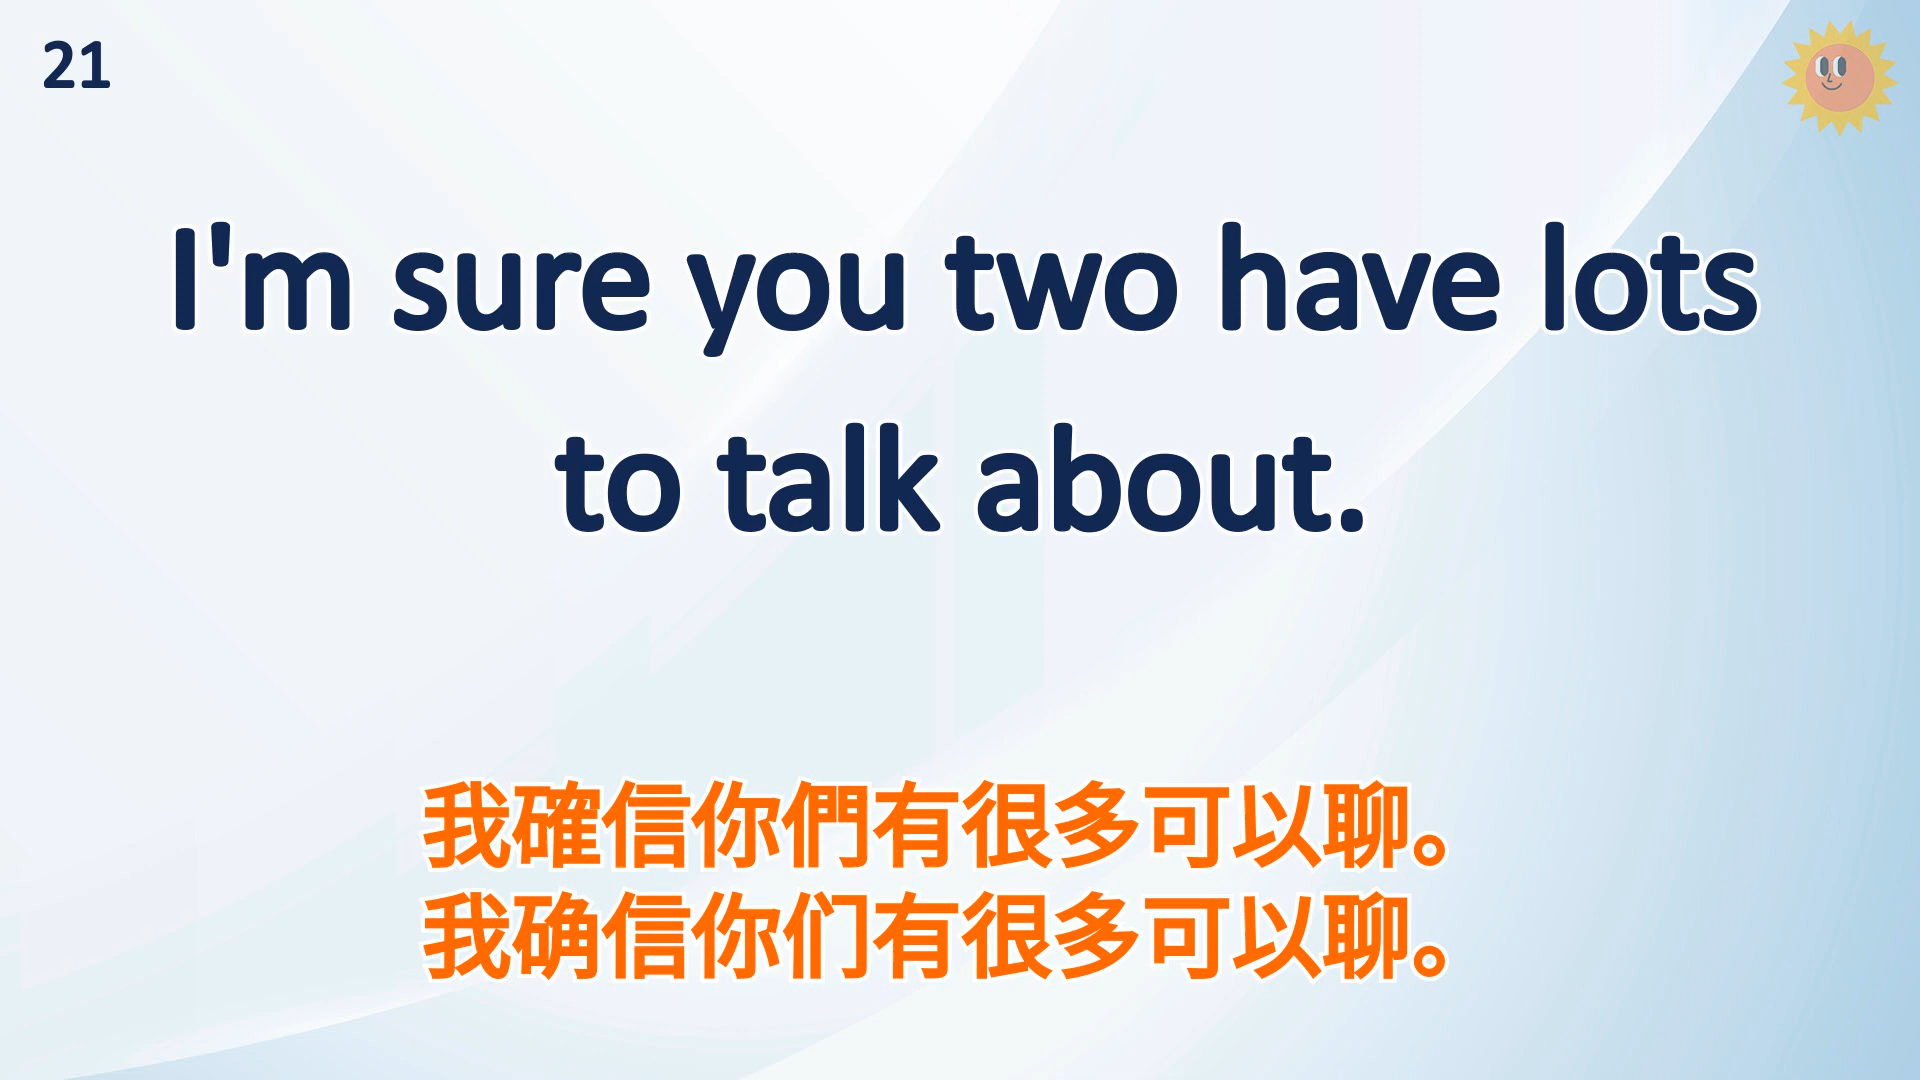 21
I'm sure you two have lots
to talk about.
我確信你們有很多可以聊。
我确信你们有很多可以聊。